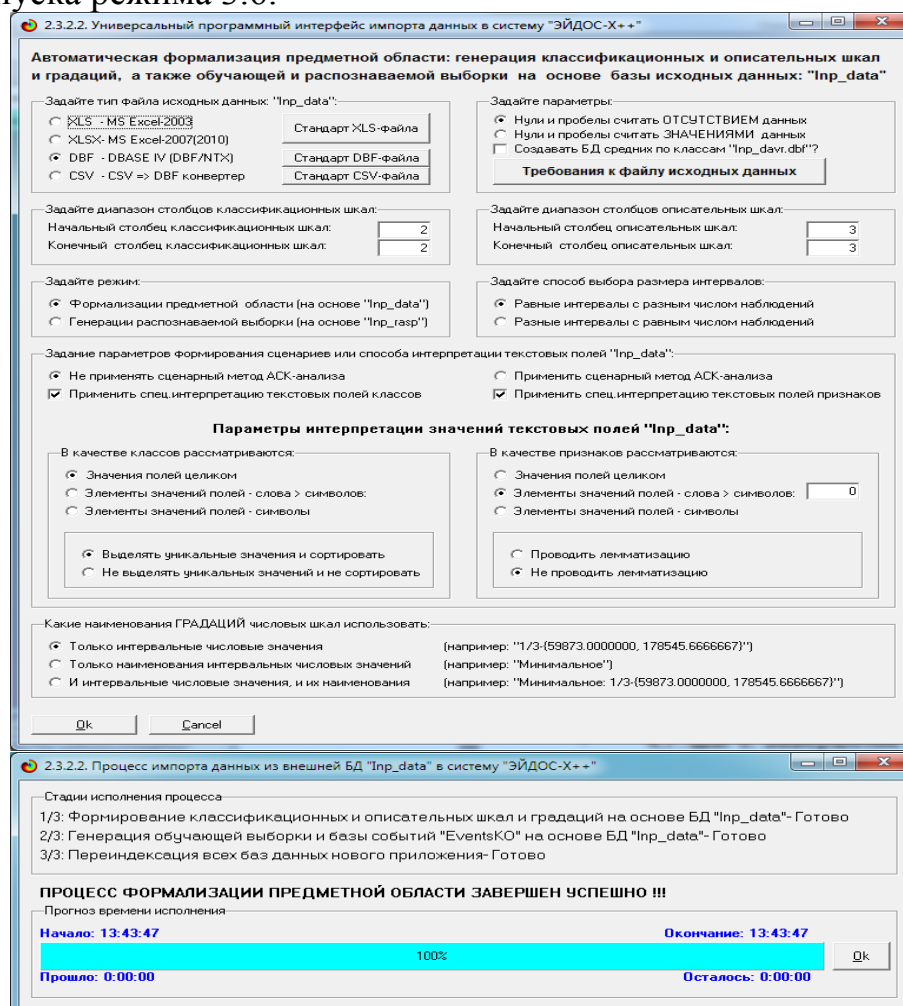 пуска режима 3.6.
2.3.2.2. Универсальный программный интерфейс импорта данных в систему "ЭЙДОС-X++"
Автоматическая формализация предметной области: генерация классификационных и описательных шкал
и градаций, а также обучающей и распознаваемой выборки на основе базы исходных данных: "Inp_data"
Задайте тип файла исходных данных: "Inp_data":
XLS - MS Excel-2003
XLSX- MS Excel-2007(2010)
DBF - DBASE IV (DBF/NTX)
CSV - CSV => DBF конвертер
Стандарт XLS-файла
Стандарт DBF-файла
Стандарт CSV-файла
Задайте параметры:
Нули и пробелы считать ОТСУТСТВИЕМ данных
Нули и пробелы считать ЗНАЧЕНИЯМИ данных
Создавать БД средних по классам "Inp_davr.dbf"?
Требования к файлу исходных данных
Задайте диапазон столбцов классификационных шкал:
Начальный столбец классификационных шкал: 2
Конечный столбец классификационных шкал: 2
Задайте диапазон столбцов описательных шкал:
Начальный столбец описательных шкал: 3
Конечный столбец описательных шкал: 3
Задайте режим:
Формализации предметной области (на основе "Inp_data")
Генерации распознаваемой выборки (на основе "Inp_rasp")
Задайте способ выбора размера интервалов:
Равные интервалы с разным числом наблюдений
Разные интервалы с равным числом наблюдений
Задание параметров формирования сценариев или способа интерпретации текстовых полей "Inp_data":
Не применять сценарный метод АСК-анализа
Применить спец.интерпретацию текстовых полей классов
Применить сценарный метод АСК-анализа
Применить спец.интерпретацию текстовых полей признаков
Параметры интерпретации значений текстовых полей "Inp_data":
В качестве классов рассматриваются:
Значения полей целиком
Элементы значений полей - слова > символов:
Элементы значений полей - символы
Выделять уникальные значения и сортировать
Не выделять уникальных значений и не сортировать
В качестве признаков рассматриваются:
Значения полей целиком
Элементы значений полей - слова > символов: 0
Элементы значений полей - символы
Проводить лемматизацию
Не проводить лемматизацию
Какие наименования ГРАДАЦИЙ числовых шкал использовать:
Только интервальные числовые значения (например: "1/3-{59873.0000000, 178545.6666667}")
Только наименования интервальных числовых значений (например: "Минимальное")
И интервальные числовые значения, и их наименования (например: "Минимальное: 1/3-{59873.0000000, 178545.6666667}")
Ok Cancel
2.3.2.2. Процесс импорта данных из внешней БД "Inp_data" в систему "ЭЙДОС-X++"
Стадии исполнения процесса
1/3: Формирование классификационных и описательных шкал и градаций на основе БД "Inp_data"- Готово
2/3: Генерация обучающей выборки и базы событий "EventsKO" на основе БД "Inp_data"- Готово
3/3: Переиндексация всех баз данных нового приложения- Готово
ПРОЦЕСС ФОРМАЛИЗАЦИИ ПРЕДМЕТНОЙ ОБЛАСТИ ЗАВЕРШЕН УСПЕШНО !!!
Прогноз времени исполнения
Начало: 13:43:47 Окончание: 13:43:47
100% Ok
Прошло: 0:00:00 Осталось: 0:00:00